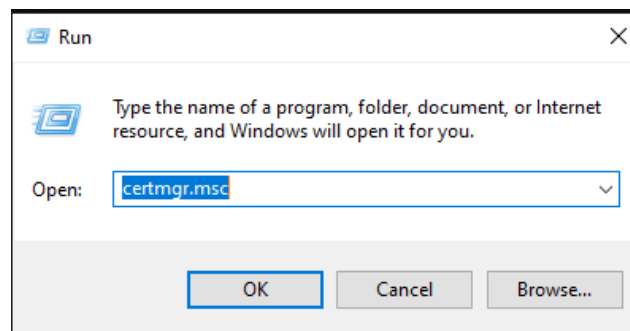 Run
Type the name of a program, folder, document, or Internet
resource, and Windows will open it for you.
Open: certmgr.msc
OK Cancel Browse...